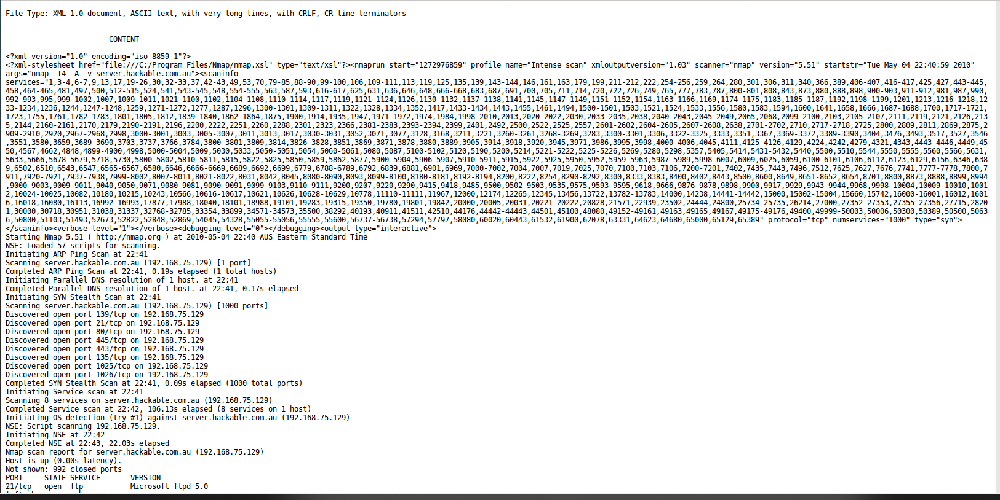 File Type: XML 1.0 document, ASCII text, with very long lines, with CRLF, CR line terminators
----------------------------------------------------------------------
CONTENT
<?xml version="1.0" encoding="iso-8859-1"?>
<?xml-stylesheet href="file:///C:/Program Files/Nmap/nmap.xsl" type="text/xsl"?><nmaprun start="1272976859" profile_name="Intense scan" xmloutputversion="1.03" scanner="nmap" version="5.51" startstr="Tue May 04 22:40:59 2010"
args="nmap -T4 -A -v server.hackable.com.au"><scaninfo
services="1,3-4,6-7,9,13,17,19-26,30,32-33,37,42-43,49,53,70,79-85,88-90,99-100,106,109-111,113,119,125,135,139,143-144,146,161,163,179,199,211-212,222,254-256,259,264,280,301,306,311,340,366,389,406-407,416-417,425,427,443-445,
458,464-465,481,497,500,512-515,524,541,543-545,548,554-555,563,587,593,616-617,625,631,636,646,648,666-668,683,687,691,700,705,711,714,720,722,726,749,765,777,783,787,800-801,808,843,873,880,888,898,900-903,911-912,981,987,990,
992-993,995,999-1002,1007,1009-1011,1021-1100,1102,1104-1108,1110-1114,1117,1119,1121-1124,1126,1130-1132,1137-1138,1141,1145,1147-1149,1151-1152,1154,1163-1166,1169,1174-1175,1183,1185-1187,1192,1198-1199,1201,1213,1216-1218,12
33-1234,1236,1244,1247-1248,1259,1271-1272,1277,1287,1296,1300-1301,1309-1311,1322,1328,1334,1352,1417,1433-1434,1443,1455,1461,1494,1500-1501,1503,1521,1524,1533,1556,1580,1583,1594,1600,1641,1658,1666,1687-1688,1700,1717-1721,
1723,1755,1761,1782-1783,1801,1805,1812,1839-1840,1862-1864,1875,1900,1914,1935,1947,1971-1972,1974,1984,1998-2010,2013,2020-2022,2030,2033-2035,2038,2040-2043,2045-2049,2065,2068,2099-2100,2103,2105-2107,2111,2119,2121,2126,213
5,2144,2160-2161,2170,2179,2190-2191,2196,2200,2222,2251,2260,2288,2301,2323,2366,2381-2383,2393-2394,2399,2401,2492,2500,2522,2525,2557,2601-2602,2604-2605,2607-2608,2638,2701-2702,2710,2717-2718,2725,2800,2809,2811,2869,2875,2
909-2910,2920,2967-2968,2998,3000-3001,3003,3005-3007,3011,3013,3017,3030-3031,3052,3071,3077,3128,3168,3211,3221,3260-3261,3268-3269,3283,3300-3301,3306,3322-3325,3333,3351,3367,3369-3372,3389-3390,3404,3476,3493,3517,3527,3546
,3551,3580,3659,3689-3690,3703,3737,3766,3784,3800-3801,3809,3814,3826-3828,3851,3869,3871,3878,3880,3889,3905,3914,3918,3920,3945,3971,3986,3995,3998,4000-4006,4045,4111,4125-4126,4129,4224,4242,4279,4321,4343,4443-4446,4449,45
50,4567,4662,4848,4899-4900,4998,5000-5004,5009,5030,5033,5050-5051,5054,5060-5061,5080,5087,5100-5102,5120,5190,5200,5214,5221-5222,5225-5226,5269,5280,5298,5357,5405,5414,5431-5432,5440,5500,5510,5544,5550,5555,5560,5566,5631,
5633,5666,5678-5679,5718,5730,5800-5802,5810-5811,5815,5822,5825,5850,5859,5862,5877,5900-5904,5906-5907,5910-5911,5915,5922,5925,5950,5952,5959-5963,5987-5989,5998-6007,6009,6025,6059,6100-6101,6106,6112,6123,6129,6156,6346,638
9,6502,6510,6543,6547,6565-6567,6580,6646,6666-6669,6689,6692,6699,6779,6788-6789,6792,6839,6881,6901,6969,7000-7002,7004,7007,7019,7025,7070,7100,7103,7106,7200-7201,7402,7435,7443,7496,7512,7625,7627,7676,7741,7777-7778,7800,7
911,7920-7921,7937-7938,7999-8002,8007-8011,8021-8022,8031,8042,8045,8080-8090,8093,8099-8100,8180-8181,8192-8194,8200,8222,8254,8290-8292,8300,8333,8383,8400,8402,8443,8500,8600,8649,8651-8652,8654,8701,8800,8873,8888,8899,8994
,9000-9003,9009-9011,9040,9050,9071,9080-9081,9090-9091,9099-9103,9110-9111,9200,9207,9220,9290,9415,9418,9485,9500,9502-9503,9535,9575,9593-9595,9618,9666,9876-9878,9898,9900,9917,9929,9943-9944,9968,9998-10004,10009-10010,1001
2,10024-10025,10082,10180,10215,10243,10566,10616-10617,10621,10626,10628-10629,10778,11110-11111,11967,12000,12174,12265,12345,13456,13722,13782-13783,14000,14238,14441-14442,15000,15002-15004,15660,15742,16000-16001,16012,1601
6,16018,16080,16113,16992-16993,17877,17988,18040,18101,18988,19101,19283,19315,19350,19780,19801,19842,20000,20005,20031,20221-20222,20828,21571,22939,23502,24444,24800,25734-25735,26214,27000,27352-27353,27355-27356,27715,2820
1,30000,30718,30951,31038,31337,32768-32785,33354,33899,34571-34573,35500,38292,40193,40911,41511,42510,44176,44442-44443,44501,45100,48080,49152-49161,49163,49165,49167,49175-49176,49400,49999-50003,50006,50300,50389,50500,5063
6,50800,51103,51493,52673,52822,52848,52869,54045,54328,55055-55056,55555,55600,56737-56738,57294,57797,58080,60020,60443,61532,61900,62078,63331,64623,64680,65000,65129,65389" protocol="tcp" numservices="1000" type="syn">
</scaninfo><verbose level="1"></verbose><debugging level="0"></debugging><output type="interactive">
Starting Nmap 5.51 ( http://nmap.org ) at 2010-05-04 22:40 AUS Eastern Standard Time
NSE: Loaded 57 scripts for scanning.
Initiating ARP Ping Scan at 22:41
Scanning server.hackable.com.au (192.168.75.129) [1 port]
Completed ARP Ping Scan at 22:41, 0.19s elapsed (1 total hosts)
Initiating Parallel DNS resolution of 1 host. at 22:41
Completed Parallel DNS resolution of 1 host. at 22:41, 0.17s elapsed
Initiating SYN Stealth Scan at 22:41
Scanning server.hackable.com.au (192.168.75.129) [1000 ports]
Discovered open port 139/tcp on 192.168.75.129
Discovered open port 21/tcp on 192.168.75.129
Discovered open port 80/tcp on 192.168.75.129
Discovered open port 445/tcp on 192.168.75.129
Discovered open port 443/tcp on 192.168.75.129
Discovered open port 135/tcp on 192.168.75.129
Discovered open port 1025/tcp on 192.168.75.129
Discovered open port 1026/tcp on 192.168.75.129
Completed SYN Stealth Scan at 22:41, 0.09s elapsed (1000 total ports)
Initiating Service scan at 22:41
Scanning 8 services on server.hackable.com.au (192.168.75.129)
Completed Service scan at 22:42, 106.13s elapsed (8 services on 1 host)
Initiating OS detection (try #1) against server.hackable.com.au (192.168.75.129)
NSE: Script scanning 192.168.75.129.
Initiating NSE at 22:42
Completed NSE at 22:43, 22.03s elapsed
Nmap scan report for server.hackable.com.au (192.168.75.129)
Host is up (0.00s latency).
Not shown: 992 closed ports
PORT     STATE SERVICE       VERSION
21/tcp   open  ftp           Microsoft ftpd 5.0